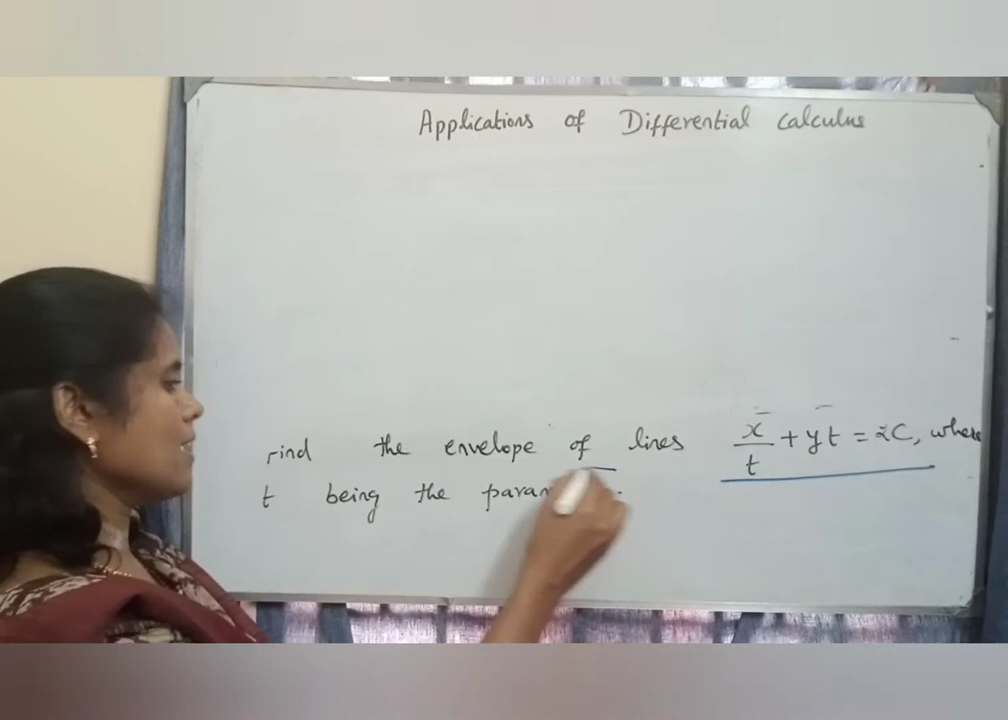 Applications of Differential Calculus
Find the envelope of lines x/t + yt = 2C, where
t being the